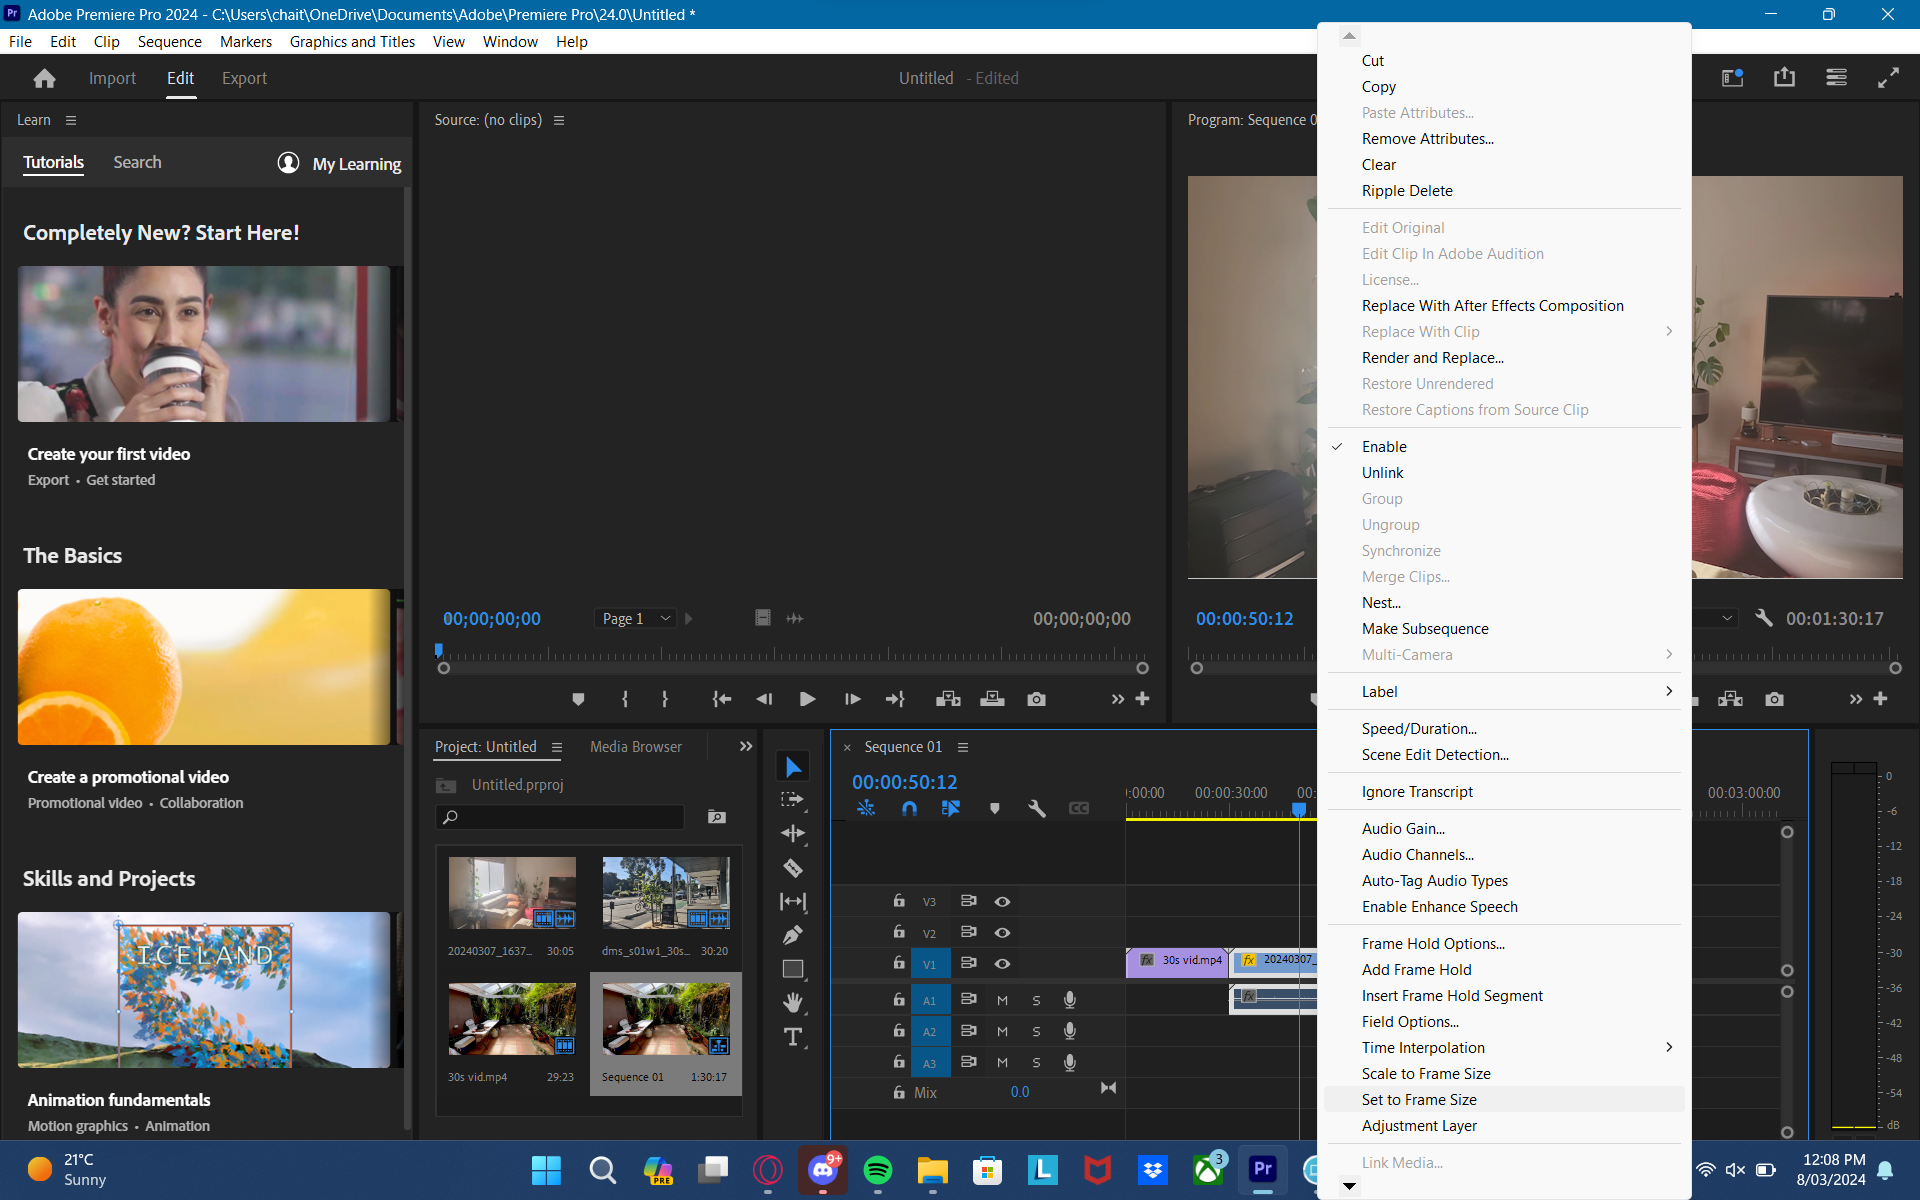 Adobe Premiere Pro 2024 - C:\Users\chait\OneDrive\Documents\Adobe\Premiere Pro\24.0\Untitled *
File Edit Clip Sequence Markers Graphics and Titles View Window Help
Import Edit Export
Untitled - Edited
Learn
Tutorials Search My Learning
Completely New? Start Here!
Create your first video
Export • Get started
The Basics
Create a promotional video
Promotional video • Collaboration
Skills and Projects
ICELAND
Animation fundamentals
Motion graphics • Animation
Source: (no clips)
00;00;00;00 Page 1 00;00;00;00
Program: Sequence 0
00:00:50:12 00:01:30:17
Project: Untitled Media Browser
Untitled.prproj
20240307_1637... 30:05
dms_s01w1_30s... 30:20
30s vid.mp4 29:23
Sequence 01 1:30:17
× Sequence 01
00:00:50:12
:00:00 00:00:30:00 00: 00:03:00:00
CC
V3
V2
V1 fx 30s vid.mp4 fx 20240307_
A1 M S fx
A2 M S
A3 M S
Mix 0.0
0
-6
-12
-18
-24
-30
-36
-42
-48
-54
dB
Cut
Copy
Paste Attributes...
Remove Attributes...
Clear
Ripple Delete
Edit Original
Edit Clip In Adobe Audition
License...
Replace With After Effects Composition
Replace With Clip
Render and Replace...
Restore Unrendered
Restore Captions from Source Clip
Enable
Unlink
Group
Ungroup
Synchronize
Merge Clips...
Nest...
Make Subsequence
Multi-Camera
Label
Speed/Duration...
Scene Edit Detection...
Ignore Transcript
Audio Gain...
Audio Channels...
Auto-Tag Audio Types
Enable Enhance Speech
Frame Hold Options...
Add Frame Hold
Insert Frame Hold Segment
Field Options...
Time Interpolation
Scale to Frame Size
Set to Frame Size
Adjustment Layer
Link Media...
21°C
Sunny
PRE
9+
L
3
Pr
12:08 PM
8/03/2024